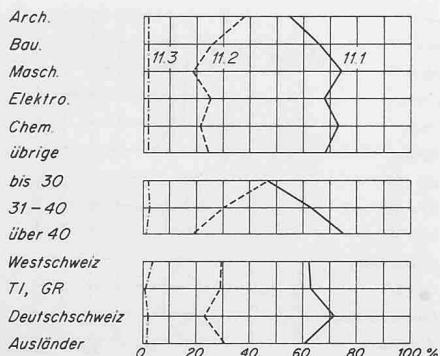 Arch.
Bau.
11.3 11.2 11.1
Masch.
Elektro.
Chem.
übrige
bis 30
31-40
über 40
Westschweiz
TI, GR
Deutschschweiz
Ausländer
0 20 40 60 80 100 %